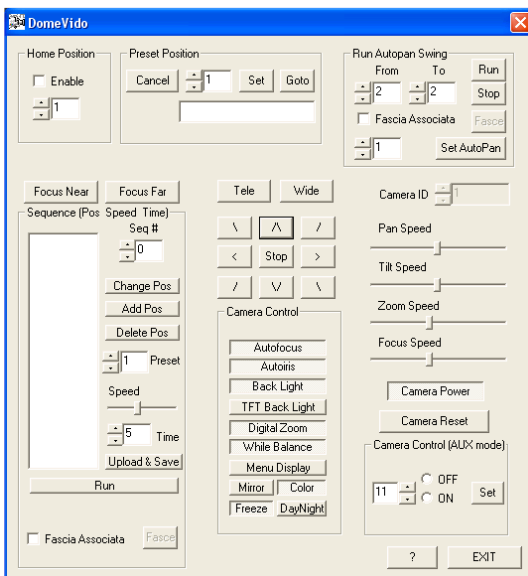 DomeVido
Home Position
Enable
1
Preset Position
Cancel 1 Set Goto
Run Autopan Swing
From To Run
2 2 Stop
Fascia Associata Fasce
1 Set AutoPan
Focus Near Focus Far
Sequence (Pos Speed Time)
Seq #
0
Change Pos
Add Pos
Delete Pos
1 Preset
Speed
5 Time
Upload & Save
Run
Fascia Associata Fasce
Tele Wide
\ /\ /
< Stop >
/ \/ \
Camera Control
Autofocus
Autoiris
Back Light
TFT Back Light
Digital Zoom
While Balance
Menu Display
Mirror Color
Freeze DayNight
Camera ID 1
Pan Speed
Tilt Speed
Zoom Speed
Focus Speed
Camera Power
Camera Reset
Camera Control (AUX mode)
11 OFF
ON Set
? EXIT